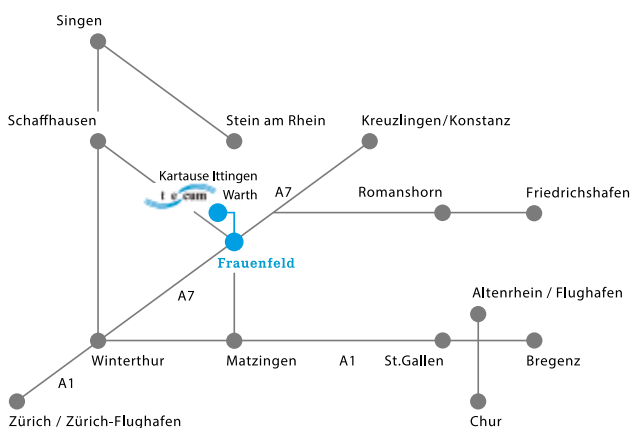 Singen
Schaffhausen
Stein am Rhein
Kreuzlingen/Konstanz
Kartause Ittingen
Warth
t e cum
A7
Romanshorn
Friedrichshafen
Frauenfeld
A7
Altenrhein / Flughafen
Winterthur
Matzingen
A1
St.Gallen
Bregenz
A1
Zürich / Zürich-Flughafen
Chur